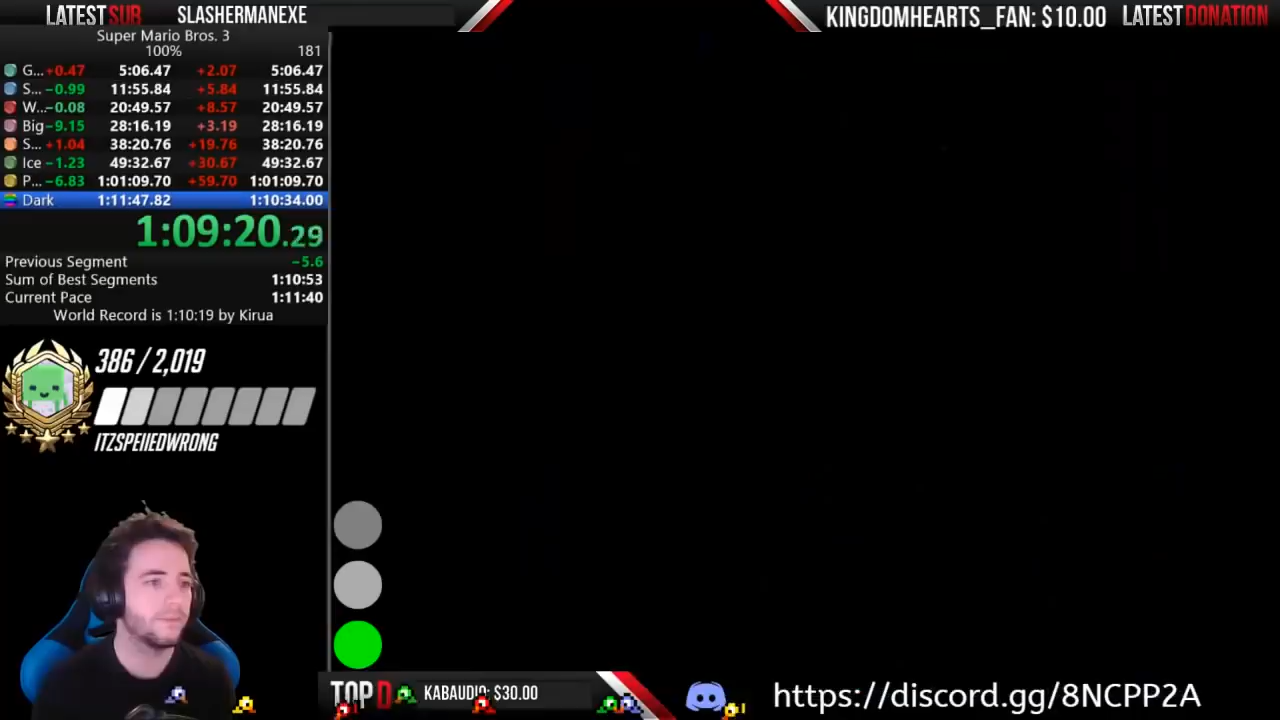 LATEST SUB SLASHERMANEXE
KINGDOMHEARTS_FAN: $10.00 LATEST DONATION
Super Mario Bros. 3
100% 181
G... +0.47 5:06.47 +2.07 5:06.47
S... -0.99 11:55.84 +5.84 11:55.84
W... -0.08 20:49.57 +8.57 20:49.57
Big -9.15 28:16.19 +3.19 28:16.19
S... +1.04 38:20.76 +19.76 38:20.76
Ice -1.23 49:32.67 +30.67 49:32.67
P... -6.83 1:01:09.70 +59.70 1:01:09.70
Dark 1:11:47.82 1:10:34.00
1:09:20.29
Previous Segment -5.6
Sum of Best Segments 1:10:53
Current Pace 1:11:40
World Record is 1:10:19 by Kirua
386 / 2,019
ITZSPEIIEDWRONG
TOP D KABAUDIO: $30.00
https://discord.gg/8NCPP2A